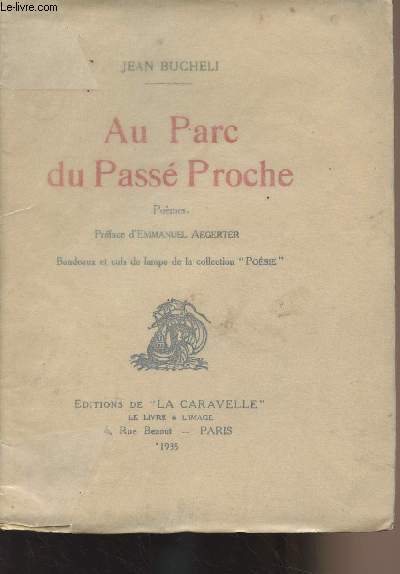 Le-livre.com
JEAN BUCHELI
Au Parc
du Passé Proche
Poèmes.
Préface d'EMMANUEL AEGERTER
Bandeaux et culs de lampe de la collection "POÉSIE"
EDITIONS DE "LA CARAVELLE"
LE LIVRE & L'IMAGE
4, Rue Bezout — PARIS
1935